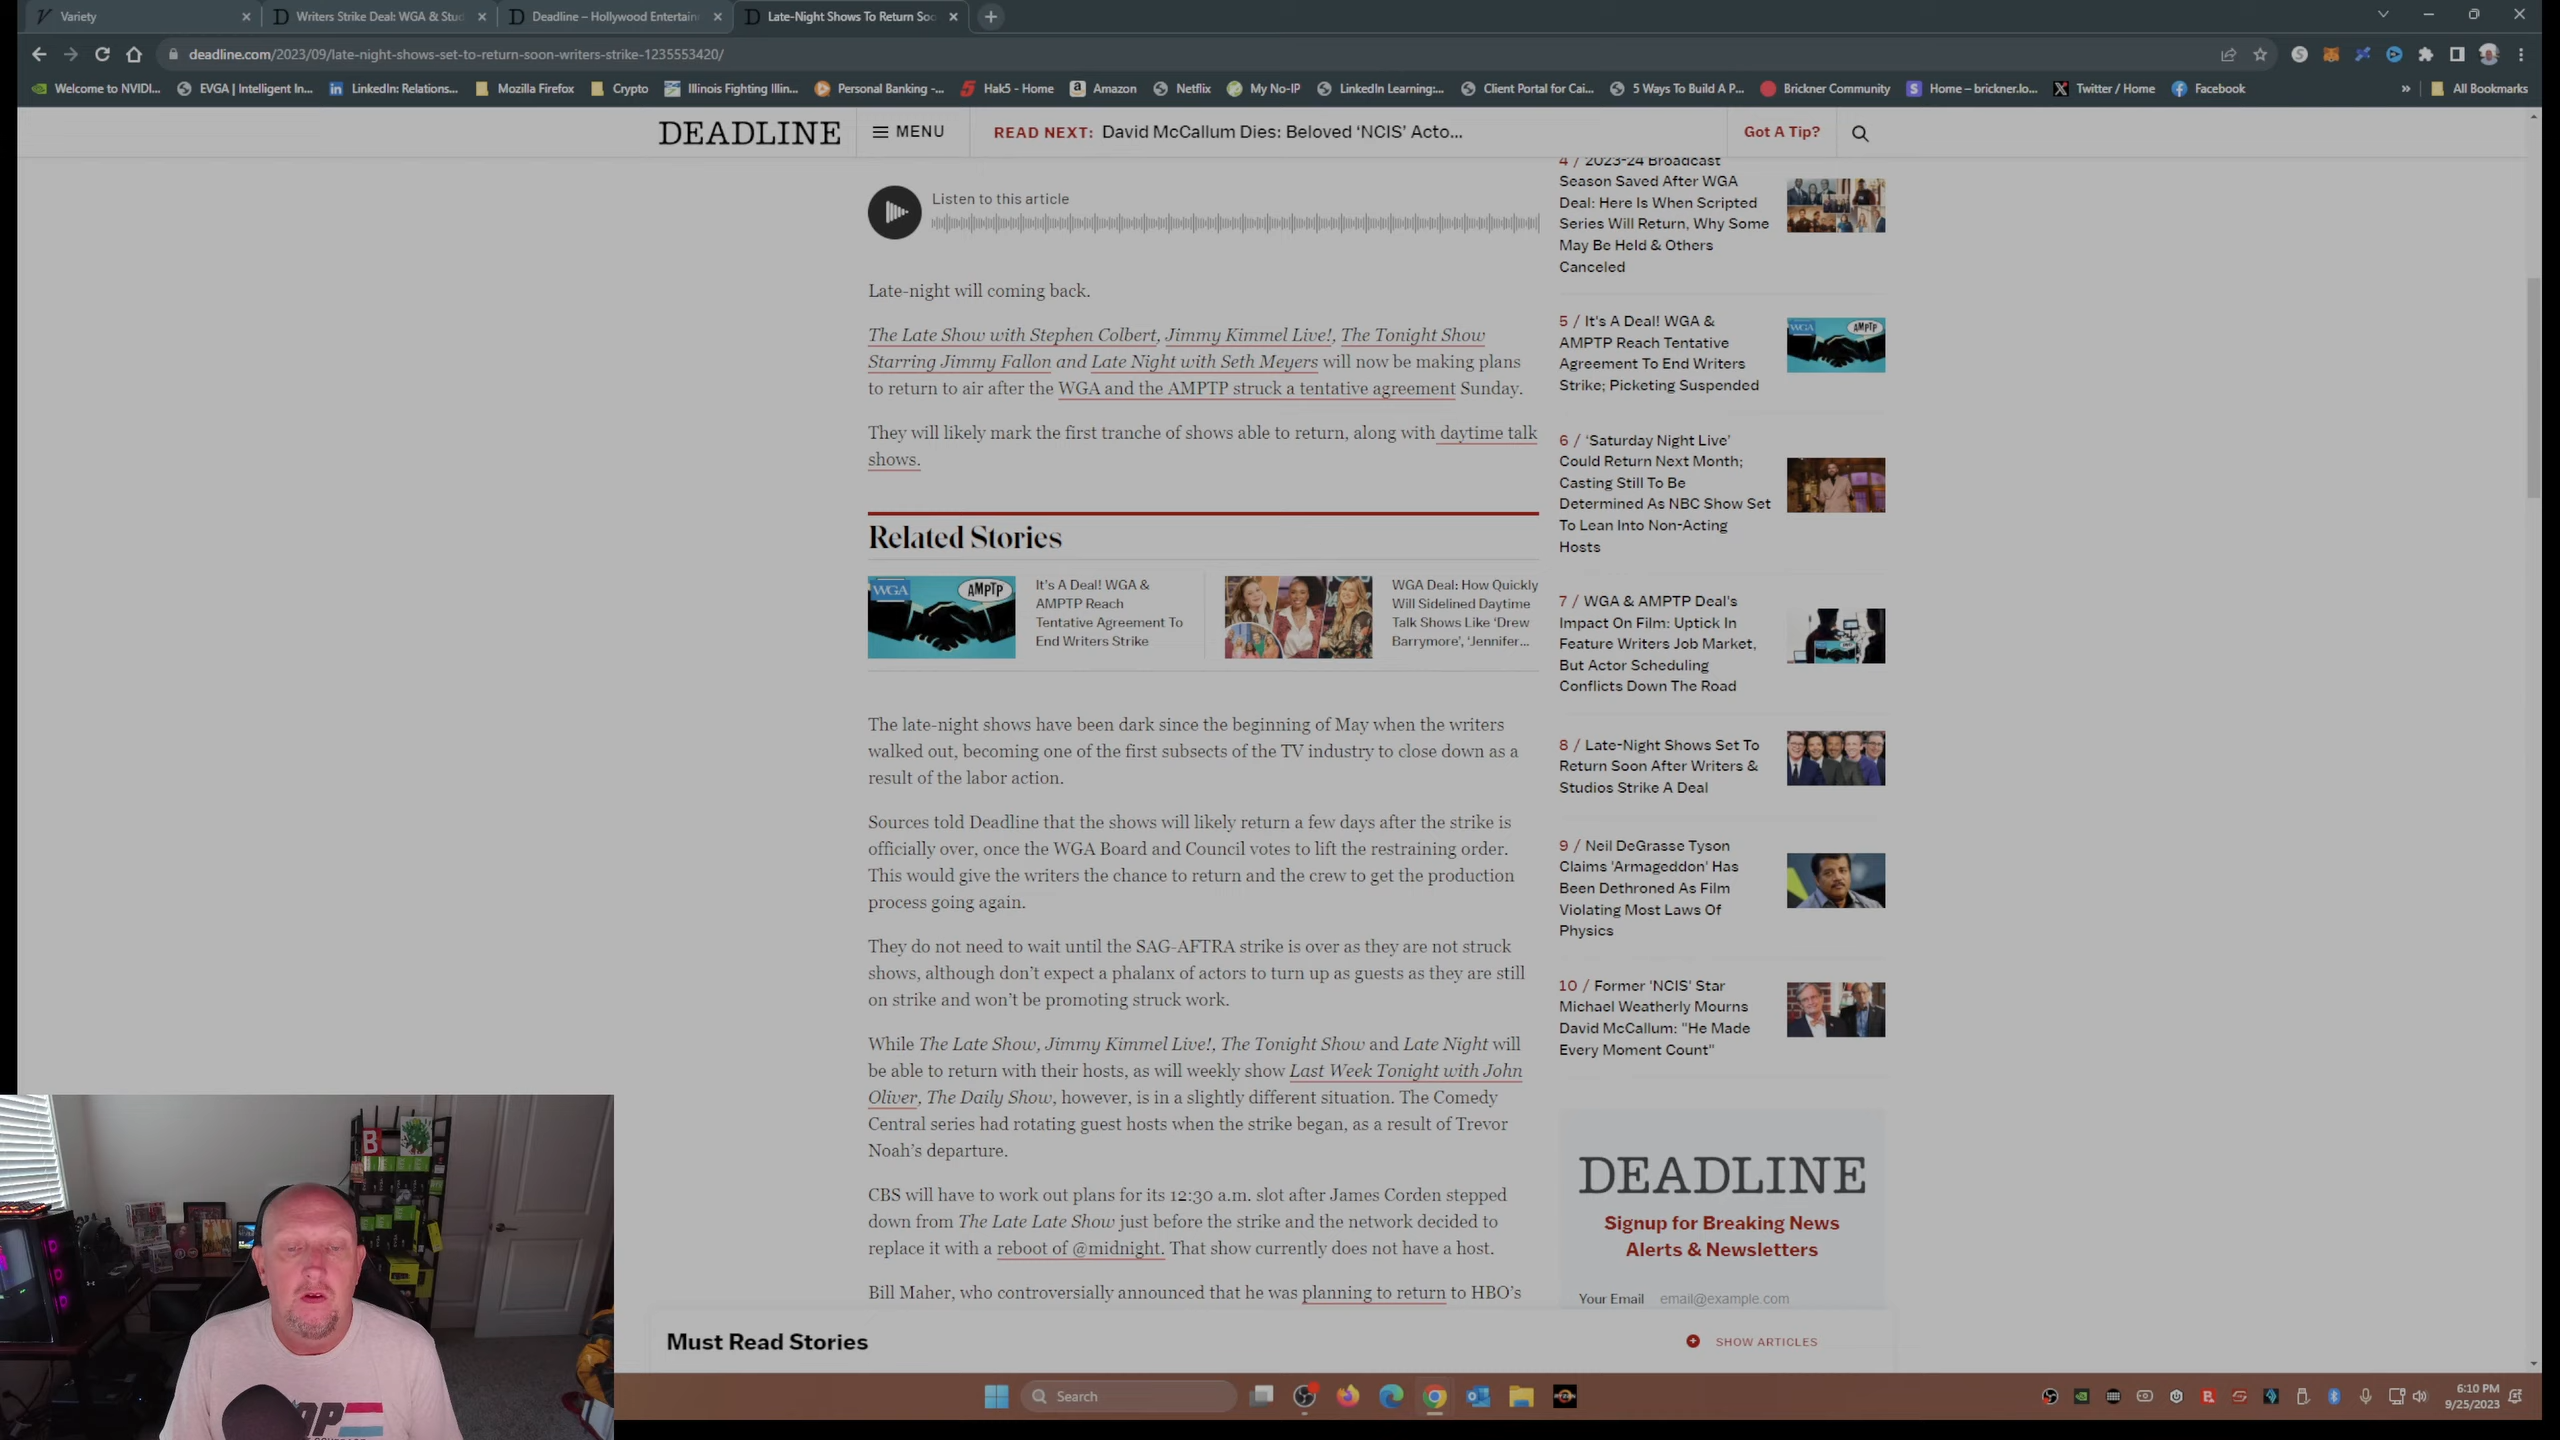 Variety
Writers Strike Deal: WGA & Stud
Deadline – Hollywood Entertain
Late-Night Shows To Return Soo
deadline.com/2023/09/late-night-shows-set-to-return-soon-writers-strike-1235553420/
Welcome to NVIDI...
EVGA | Intelligent In...
LinkedIn: Relations...
Mozilla Firefox
Crypto
Illinois Fighting Illin...
Personal Banking -...
Hak5 - Home
Amazon
Netflix
My No-IP
LinkedIn Learning:...
Client Portal for Cai...
5 Ways To Build A P...
Brickner Community
Home – brickner.lo...
Twitter / Home
Facebook
»
All Bookmarks
DEADLINE
MENU
READ NEXT: David McCallum Dies: Beloved ‘NCIS’ Acto...
Got A Tip?
Listen to this article
Late-night will coming back.
The Late Show with Stephen Colbert, Jimmy Kimmel Live!, The Tonight Show
Starring Jimmy Fallon and Late Night with Seth Meyers will now be making plans
to return to air after the WGA and the AMPTP struck a tentative agreement Sunday.
They will likely mark the first tranche of shows able to return, along with daytime talk
shows.
Related Stories
WGA
AMPTP
It's A Deal! WGA &
AMPTP Reach
Tentative Agreement To
End Writers Strike
WGA Deal: How Quickly
Will Sidelined Daytime
Talk Shows Like ‘Drew
Barrymore’, ‘Jennifer...
The late-night shows have been dark since the beginning of May when the writers
walked out, becoming one of the first subsects of the TV industry to close down as a
result of the labor action.
Sources told Deadline that the shows will likely return a few days after the strike is
officially over, once the WGA Board and Council votes to lift the restraining order.
This would give the writers the chance to return and the crew to get the production
process going again.
They do not need to wait until the SAG-AFTRA strike is over as they are not struck
shows, although don’t expect a phalanx of actors to turn up as guests as they are still
on strike and won’t be promoting struck work.
While The Late Show, Jimmy Kimmel Live!, The Tonight Show and Late Night will
be able to return with their hosts, as will weekly show Last Week Tonight with John
Oliver, The Daily Show, however, is in a slightly different situation. The Comedy
Central series had rotating guest hosts when the strike began, as a result of Trevor
Noah’s departure.
CBS will have to work out plans for its 12:30 a.m. slot after James Corden stepped
down from The Late Late Show just before the strike and the network decided to
replace it with a reboot of @midnight. That show currently does not have a host.
Bill Maher, who controversially announced that he was planning to return to HBO’s
4 / 2023-24 Broadcast
Season Saved After WGA
Deal: Here Is When Scripted
Series Will Return, Why Some
May Be Held & Others
Canceled
5 / It's A Deal! WGA &
AMPTP Reach Tentative
Agreement To End Writers
Strike; Picketing Suspended
WGA
AMPTP
6 / ‘Saturday Night Live’
Could Return Next Month;
Casting Still To Be
Determined As NBC Show Set
To Lean Into Non-Acting
Hosts
7 / WGA & AMPTP Deal's
Impact On Film: Uptick In
Feature Writers Job Market,
But Actor Scheduling
Conflicts Down The Road
8 / Late-Night Shows Set To
Return Soon After Writers &
Studios Strike A Deal
9 / Neil DeGrasse Tyson
Claims 'Armageddon' Has
Been Dethroned As Film
Violating Most Laws Of
Physics
10 / Former 'NCIS' Star
Michael Weatherly Mourns
David McCallum: "He Made
Every Moment Count"
DEADLINE
Signup for Breaking News
Alerts & Newsletters
Your Email email@example.com
Must Read Stories
SHOW ARTICLES
B
Search
6:10 PM
9/25/2023